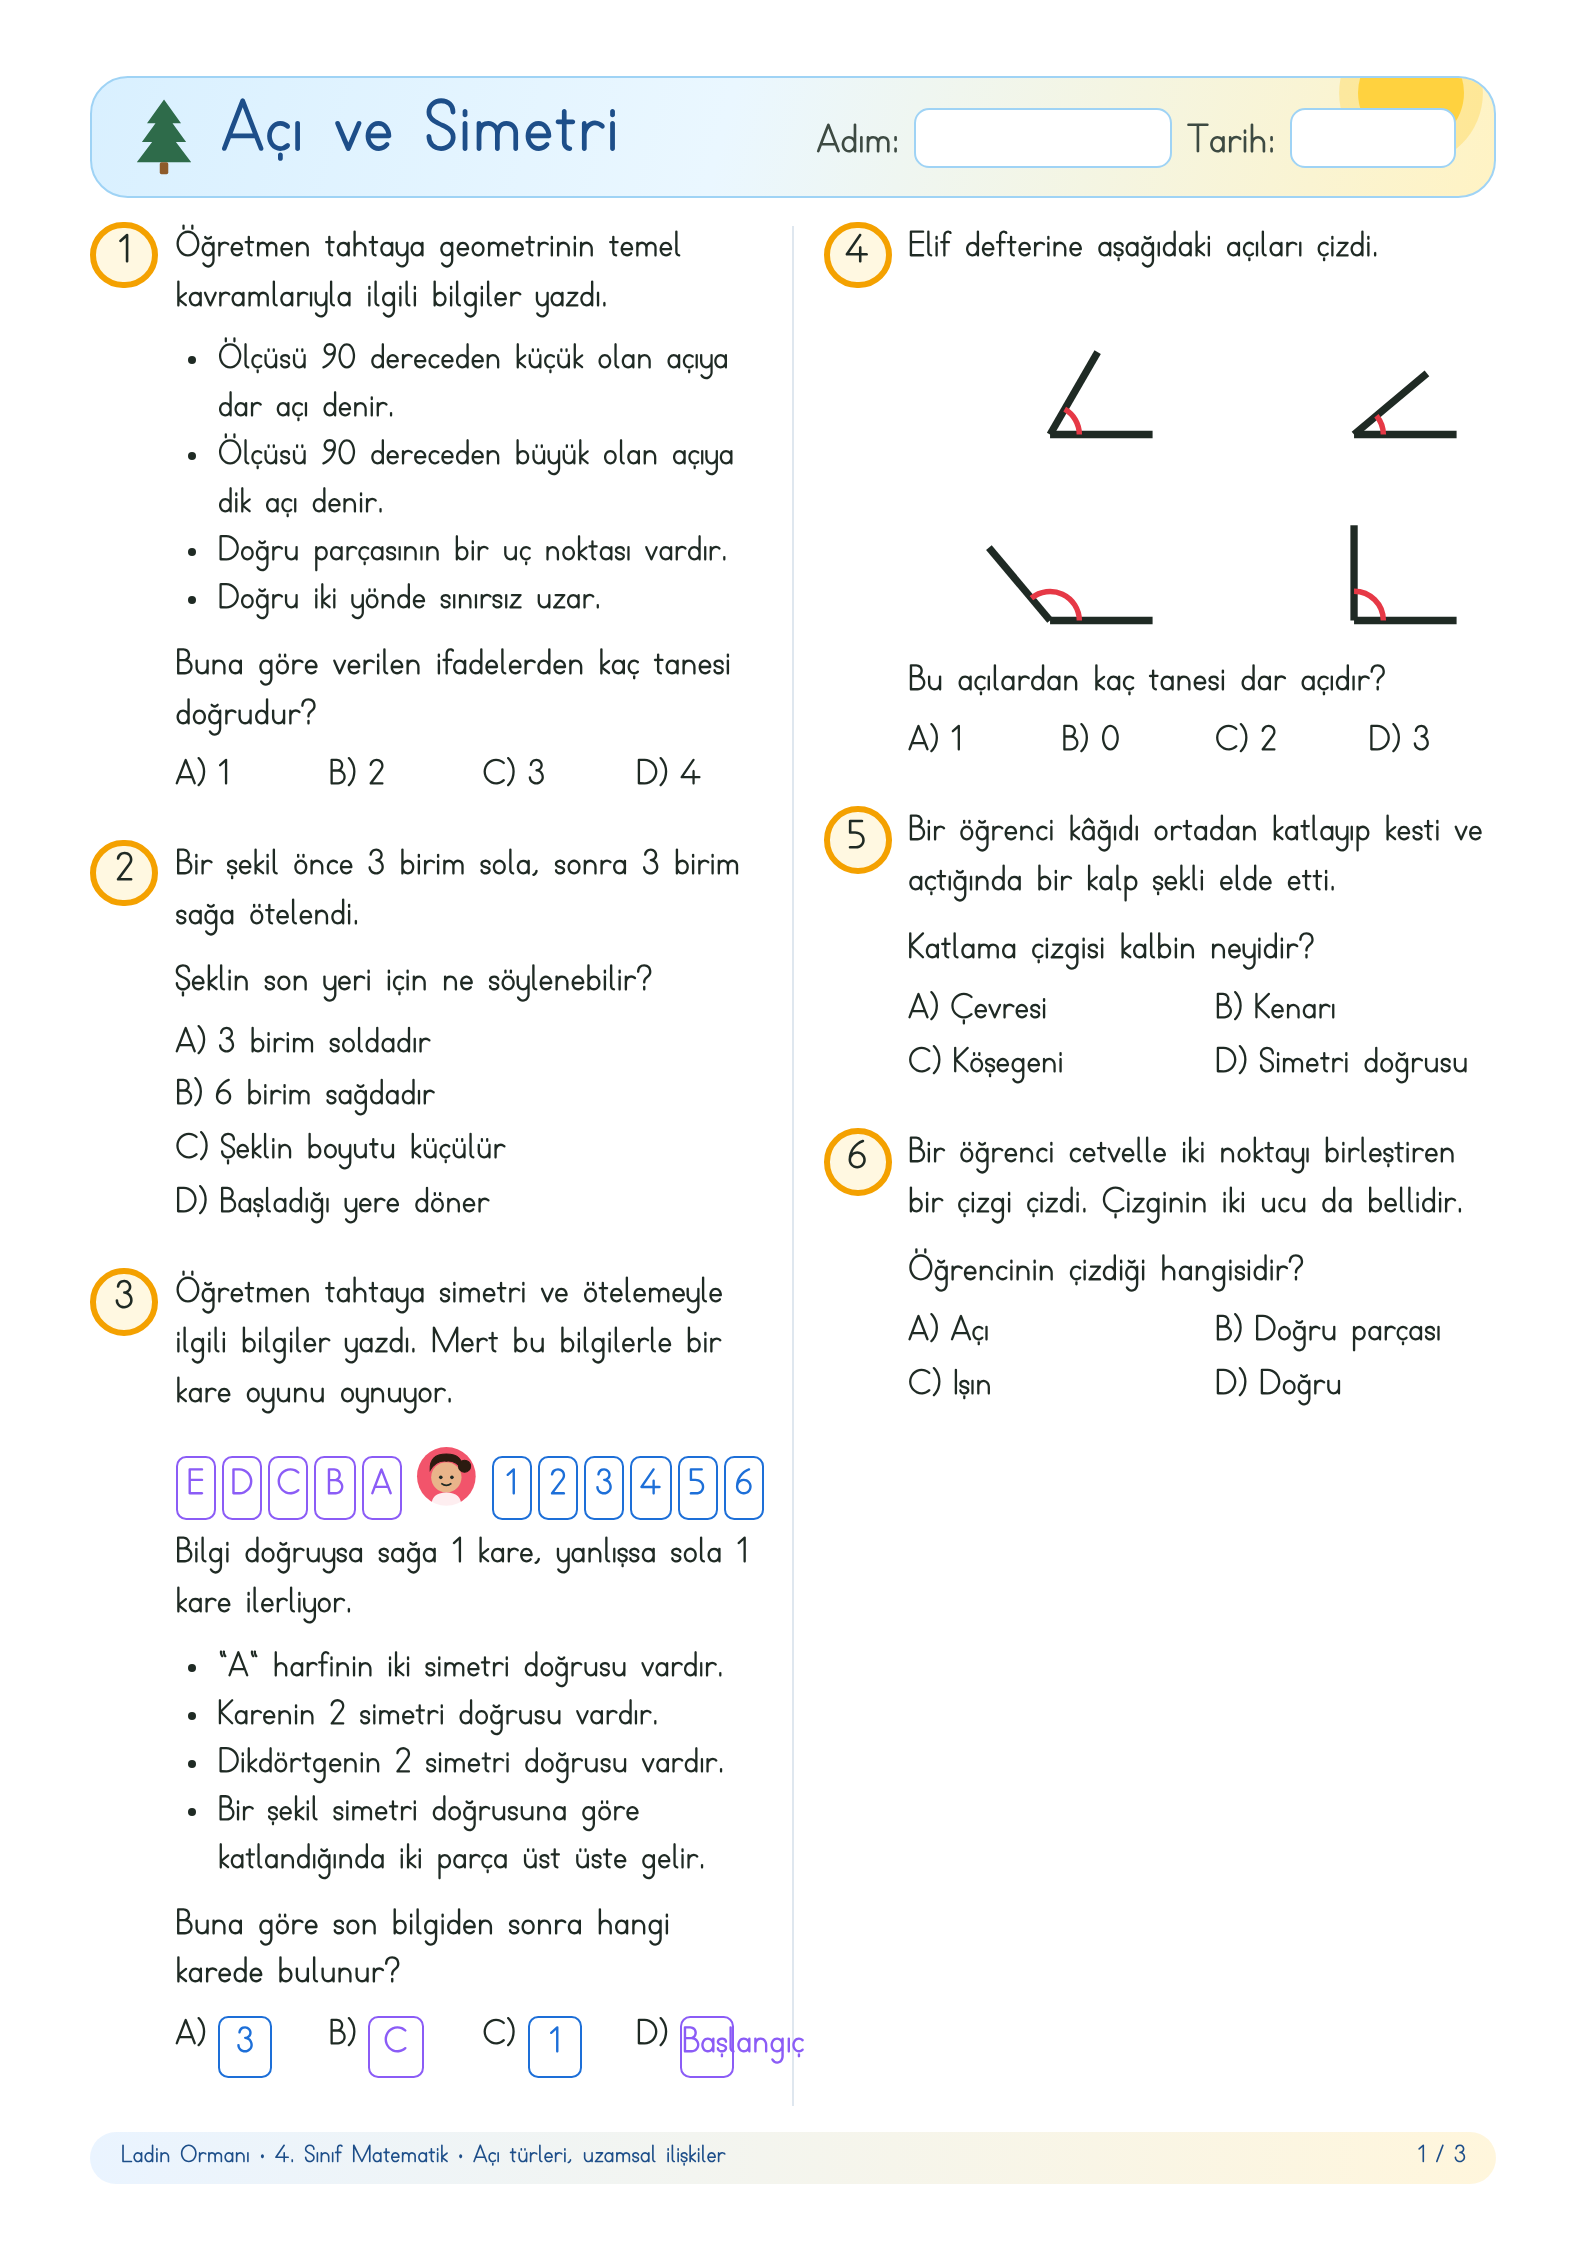 Açı ve Simetri
Adım:
Tarih:
1
Öğretmen tahtaya geometrinin temel
kavramlarıyla ilgili bilgiler yazdı.
• Ölçüsü 90 dereceden küçük olan açıya
dar açı denir.
• Ölçüsü 90 dereceden büyük olan açıya
dik açı denir.
• Doğru parçasının bir uç noktası vardır.
• Doğru iki yönde sınırsız uzar.
Buna göre verilen ifadelerden kaç tanesi
doğrudur?
A) 1 B) 2 C) 3 D) 4
2
Bir şekil önce 3 birim sola, sonra 3 birim
sağa ötelendi.
Şeklin son yeri için ne söylenebilir?
A) 3 birim soldadır
B) 6 birim sağdadır
C) Şeklin boyutu küçülür
D) Başladığı yere döner
3
Öğretmen tahtaya simetri ve ötelemeyle
ilgili bilgiler yazdı. Mert bu bilgilerle bir
kare oyunu oynuyor.
E D C B A 1 2 3 4 5 6
Bilgi doğruysa sağa 1 kare, yanlışsa sola 1
kare ilerliyor.
• "A" harfinin iki simetri doğrusu vardır.
• Karenin 2 simetri doğrusu vardır.
• Dikdörtgenin 2 simetri doğrusu vardır.
• Bir şekil simetri doğrusuna göre
katlandığında iki parça üst üste gelir.
Buna göre son bilgiden sonra hangi
karede bulunur?
A) 3 B) C C) 1 D) Başlangıç
4
Elif defterine aşağıdaki açıları çizdi.
Bu açılardan kaç tanesi dar açıdır?
A) 1 B) 0 C) 2 D) 3
5
Bir öğrenci kâğıdı ortadan katlayıp kesti ve
açtığında bir kalp şekli elde etti.
Katlama çizgisi kalbin neyidir?
A) Çevresi B) Kenarı
C) Köşegeni D) Simetri doğrusu
6
Bir öğrenci cetvelle iki noktayı birleştiren
bir çizgi çizdi. Çizginin iki ucu da bellidir.
Öğrencinin çizdiği hangisidir?
A) Açı B) Doğru parçası
C) Işın D) Doğru
Ladin Ormanı • 4. Sınıf Matematik • Açı türleri, uzamsal ilişkiler
1 / 3